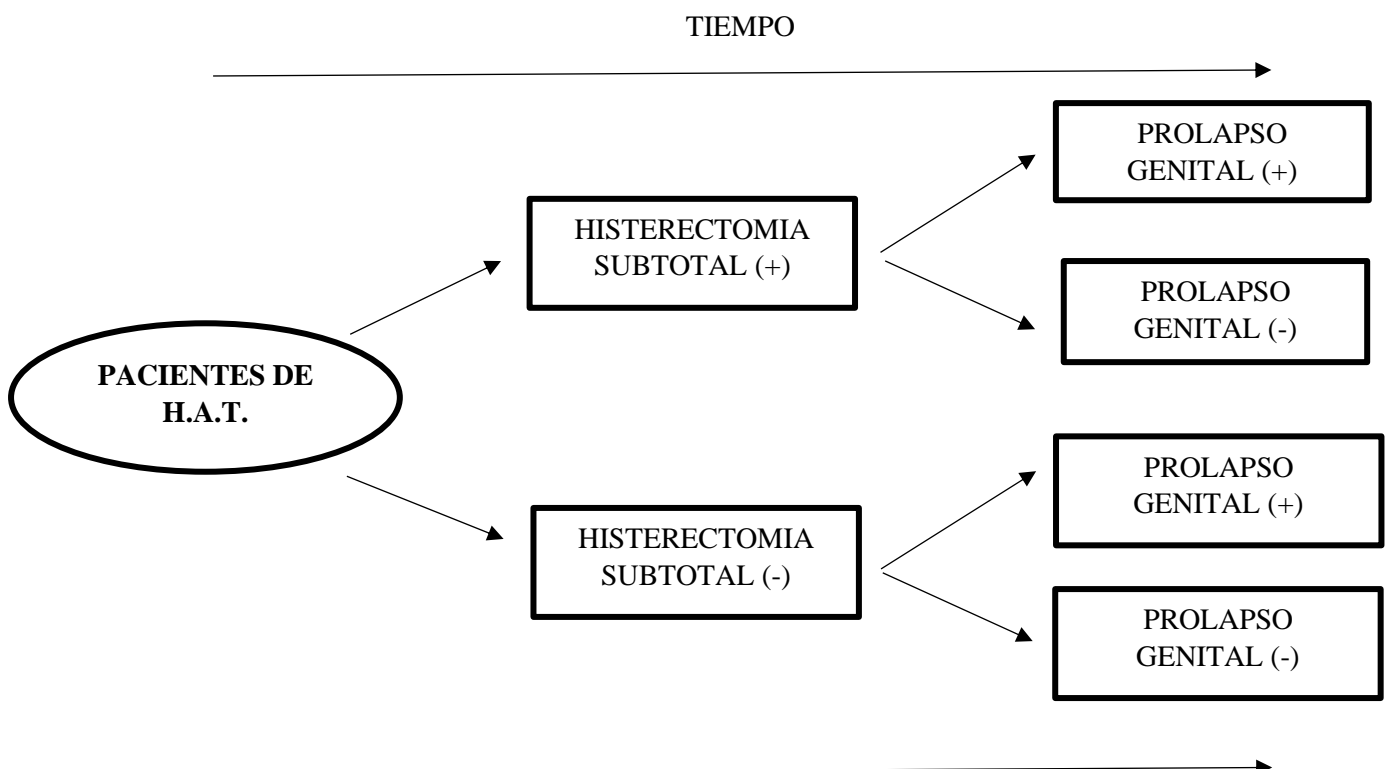 TIEMPO
PROLAPSO
GENITAL (+)
HISTERECTOMIA
SUBTOTAL (+)
PROLAPSO
GENITAL (-)
PACIENTES DE
H.A.T.
PROLAPSO
GENITAL (+)
HISTERECTOMIA
SUBTOTAL (-)
PROLAPSO
GENITAL (-)